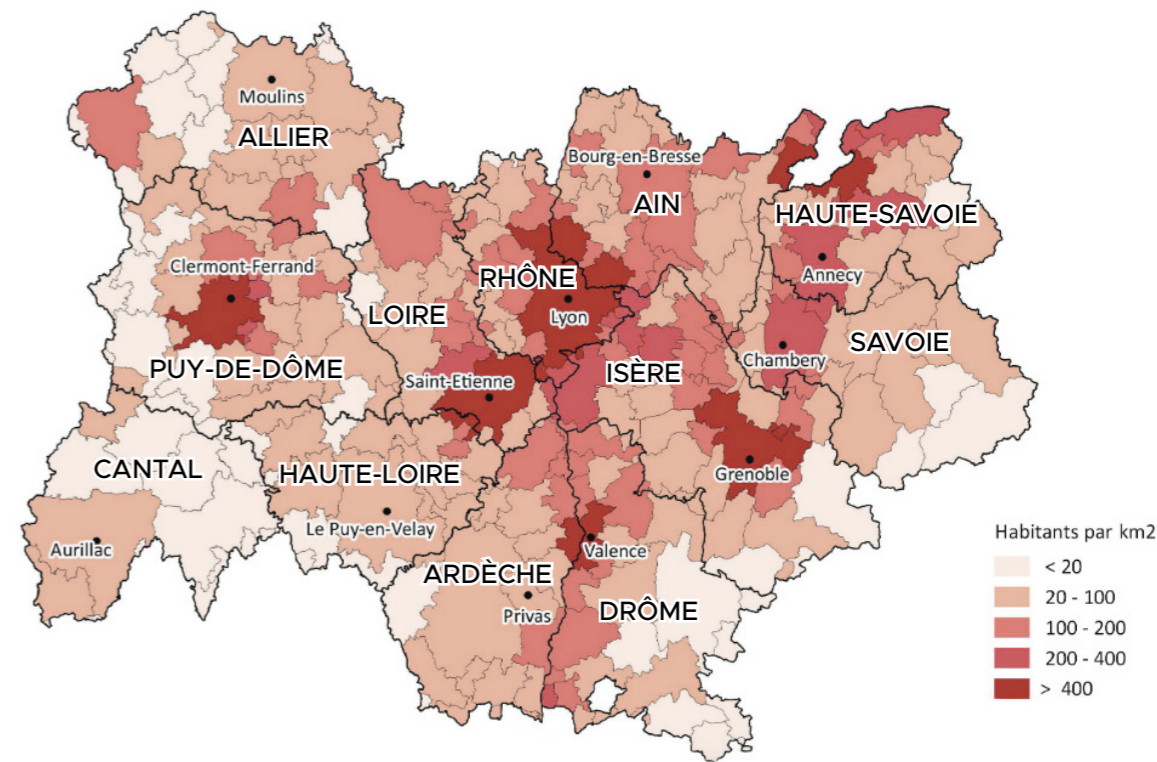 Moulins
ALLIER
Bourg-en-Bresse
AIN
HAUTE-SAVOIE
Clermont-Ferrand
RHÔNE
Annecy
LOIRE
Lyon
SAVOIE
PUY-DE-DÔME
Chambery
ISÈRE
Saint-Etienne
CANTAL
HAUTE-LOIRE
Grenoble
Le Puy-en-Velay
Aurillac
Valence
ARDÈCHE
Privas
DRÔME
Habitants par km2
< 20
20 - 100
100 - 200
200 - 400
> 400